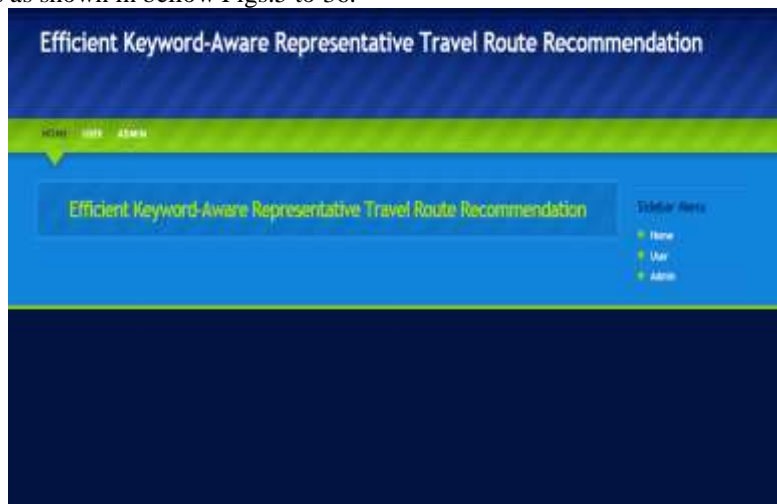 as shown in bellow Figs.5 to 36.
Efficient Keyword-Aware Representative Travel Route Recommendation
HOME USER ADMIN
Efficient Keyword-Aware Representative Travel Route Recommendation
Sidebar Menu
Home
User
Admin